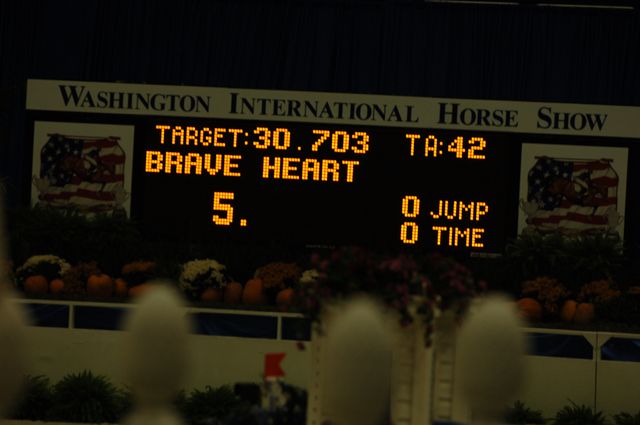 WASHINGTON INTERNATIONAL HORSE SHOW
TARGET:30.703 TA:42
BRAVE HEART
5. 0 JUMP
0 TIME